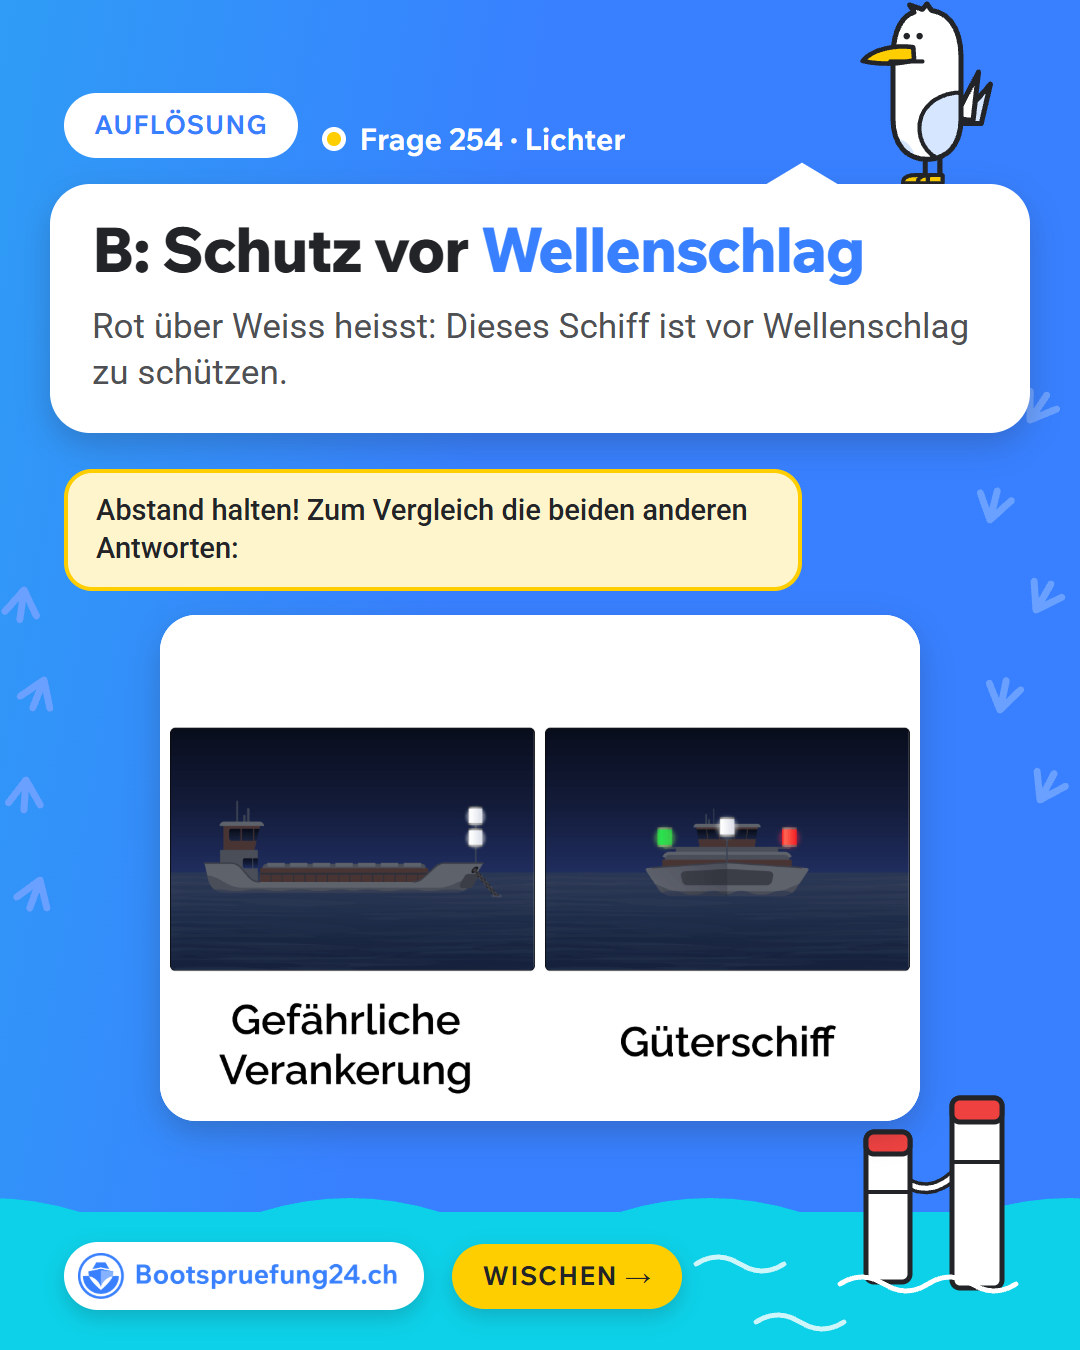 AUFLÖSUNG
Frage 254 · Lichter
B: Schutz vor Wellenschlag
Rot über Weiss heisst: Dieses Schiff ist vor Wellenschlag
zu schützen.
Abstand halten! Zum Vergleich die beiden anderen
Antworten:
Gefährliche
Verankerung
Güterschiff
Bootspruefung24.ch
WISCHEN →